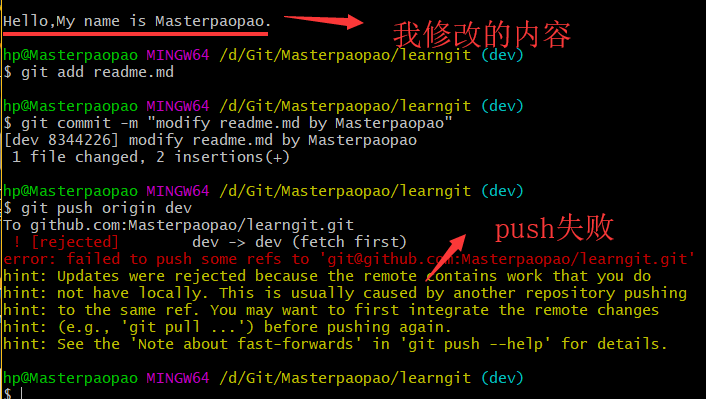 Hello,My name is Masterpaopao.
我修改的内容
hp@Masterpaopao MINGW64 /d/Git/Masterpaopao/learngit (dev)
$ git add readme.md
hp@Masterpaopao MINGW64 /d/Git/Masterpaopao/learngit (dev)
$ git commit -m "modify readme.md by Masterpaopao"
[dev 8344226] modify readme.md by Masterpaopao
1 file changed, 2 insertions(+)
hp@Masterpaopao MINGW64 /d/Git/Masterpaopao/learngit (dev)
$ git push origin dev
To github.com:Masterpaopao/learngit.git
push失败
! [rejected] dev -> dev (fetch first)
error: failed to push some refs to 'git@github.com:Masterpaopao/learngit.git'
hint: Updates were rejected because the remote contains work that you do
hint: not have locally. This is usually caused by another repository pushing
hint: to the same ref. You may want to first integrate the remote changes
hint: (e.g., 'git pull ...') before pushing again.
hint: See the 'Note about fast-forwards' in 'git push --help' for details.
hp@Masterpaopao MINGW64 /d/Git/Masterpaopao/learngit (dev)
$